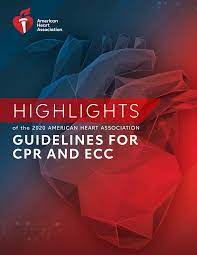 American
Heart
Association.
HIGHLIGHTS
of the 2020 AMERICAN HEART ASSOCIATION
GUIDELINES FOR
CPR AND ECC